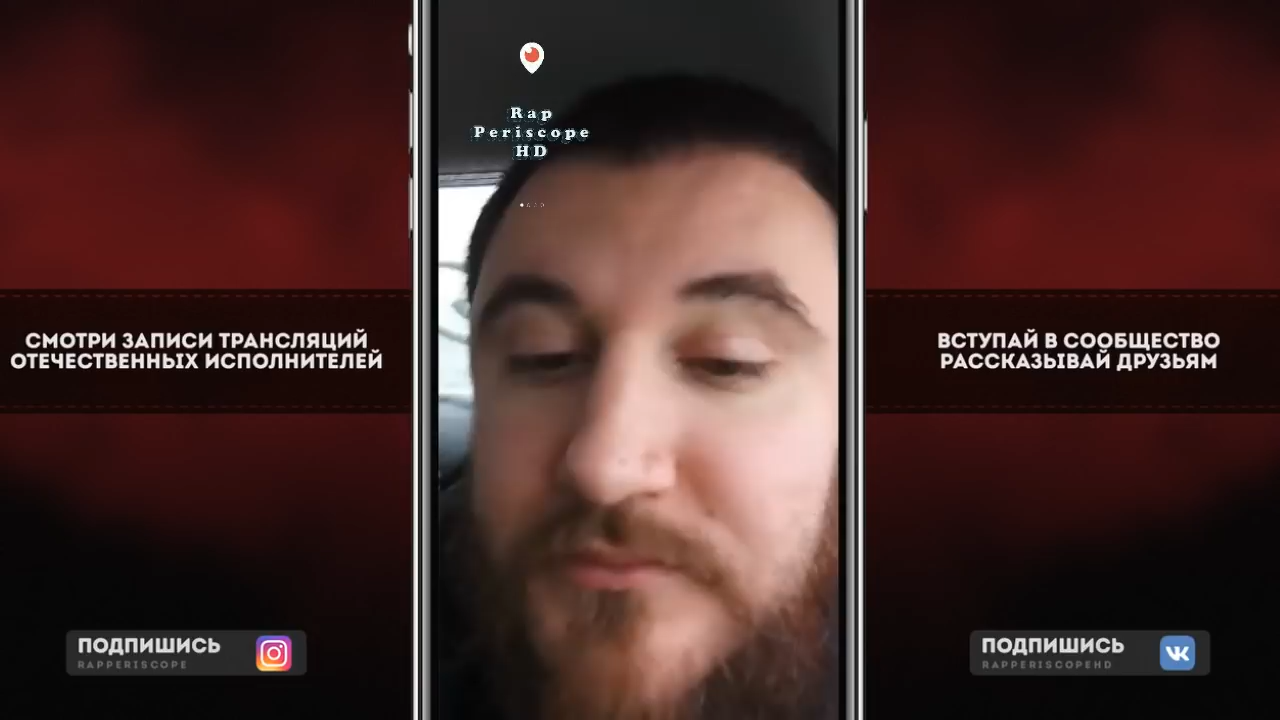 Rap
Periscope
HD
СМОТРИ ЗАПИСИ ТРАНСЛЯЦИЙ
ОТЕЧЕСТВЕННЫХ ИСПОЛНИТЕЛЕЙ
ВСТУПАЙ В СООБЩЕСТВО
РАССКАЗЫВАЙ ДРУЗЬЯМ
ПОДПИШИСЬ
RAPPERISCOPE
ПОДПИШИСЬ
RAPPERISCOPEHD